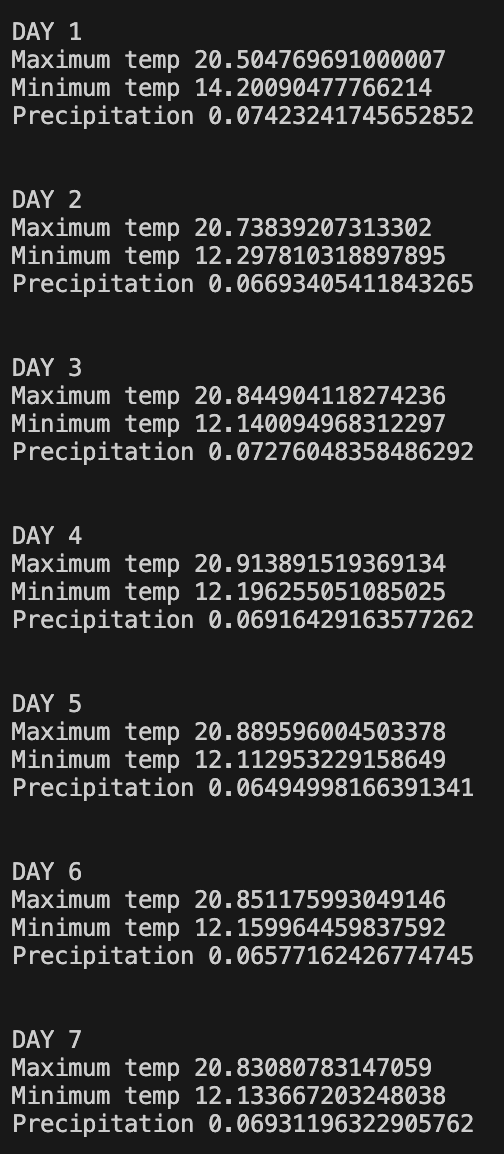 DAY 1
Maximum temp 20.504769691000007
Minimum temp 14.20090477766214
Precipitation 0.07423241745652852
DAY 2
Maximum temp 20.73839207313302
Minimum temp 12.297810318897895
Precipitation 0.06693405411843265
DAY 3
Maximum temp 20.844904118274236
Minimum temp 12.140094968312297
Precipitation 0.07276048358486292
DAY 4
Maximum temp 20.913891519369134
Minimum temp 12.196255051085025
Precipitation 0.06916429163577262
DAY 5
Maximum temp 20.889596004503378
Minimum temp 12.112953229158649
Precipitation 0.06494998166391341
DAY 6
Maximum temp 20.851175993049146
Minimum temp 12.159964459837592
Precipitation 0.06577162426774745
DAY 7
Maximum temp 20.83080783147059
Minimum temp 12.133667203248038
Precipitation 0.06931196322905762